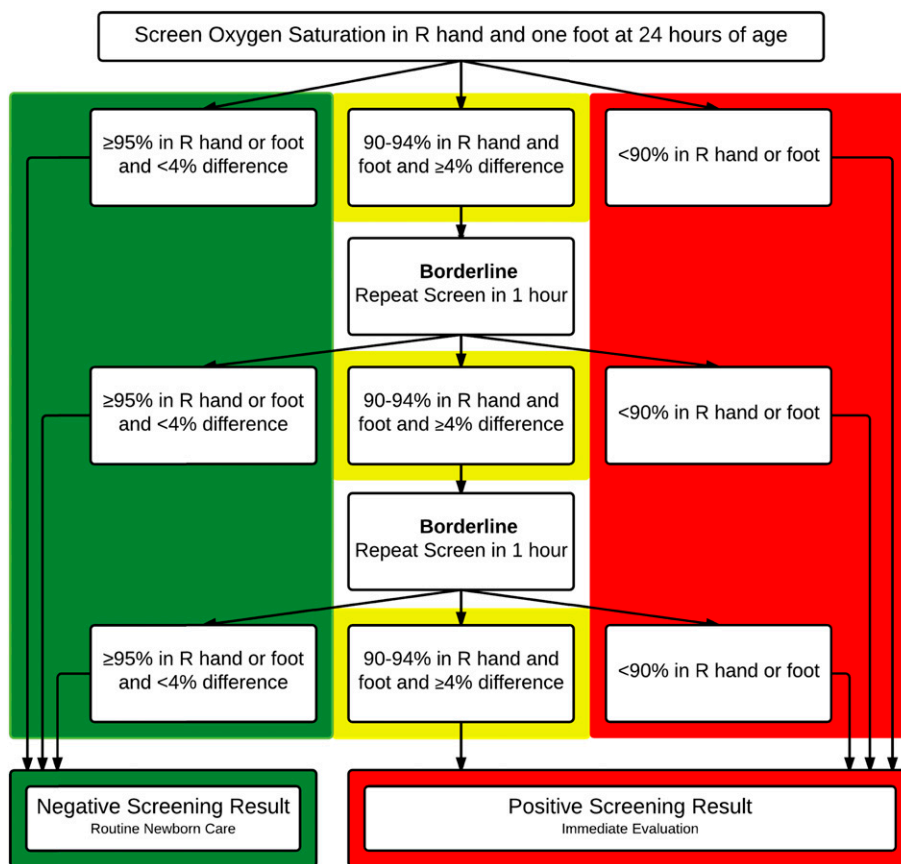 Screen Oxygen Saturation in R hand and one foot at 24 hours of age
≥95% in R hand or foot
and <4% difference
90-94% in R hand and
foot and ≥4% difference
<90% in R hand or foot
Borderline
Repeat Screen in 1 hour
≥95% in R hand or foot
and <4% difference
90-94% in R hand and
foot and ≥4% difference
<90% in R hand or foot
Borderline
Repeat Screen in 1 hour
≥95% in R hand or foot
and <4% difference
90-94% in R hand and
foot and ≥4% difference
<90% in R hand or foot
Negative Screening Result
Routine Newborn Care
Positive Screening Result
Immediate Evaluation